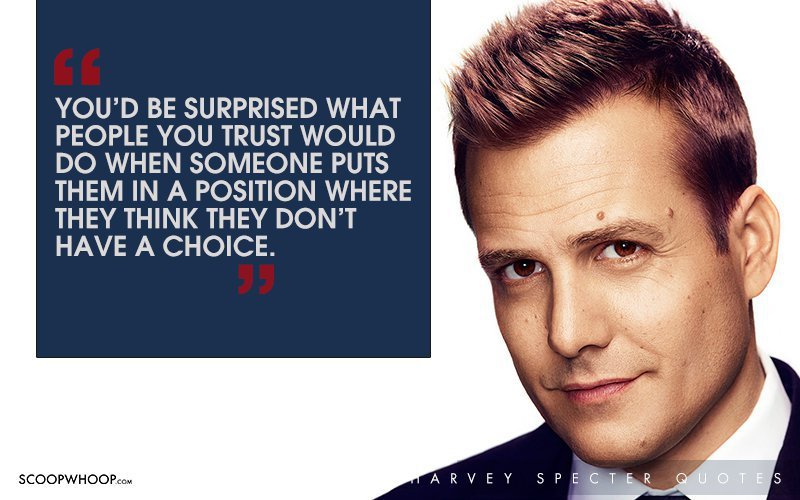 “
YOU’D BE SURPRISED WHAT
PEOPLE YOU TRUST WOULD
DO WHEN SOMEONE PUTS
THEM IN A POSITION WHERE
THEY THINK THEY DON’T
HAVE A CHOICE.
”
SCOOPWHOOP.COM
HARVEY SPECTER QUOTES